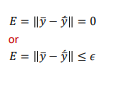 E = ‖ȳ − ŷ‖ = 0
or
E = ‖ȳ − ŷ‖ ≤ ϵ